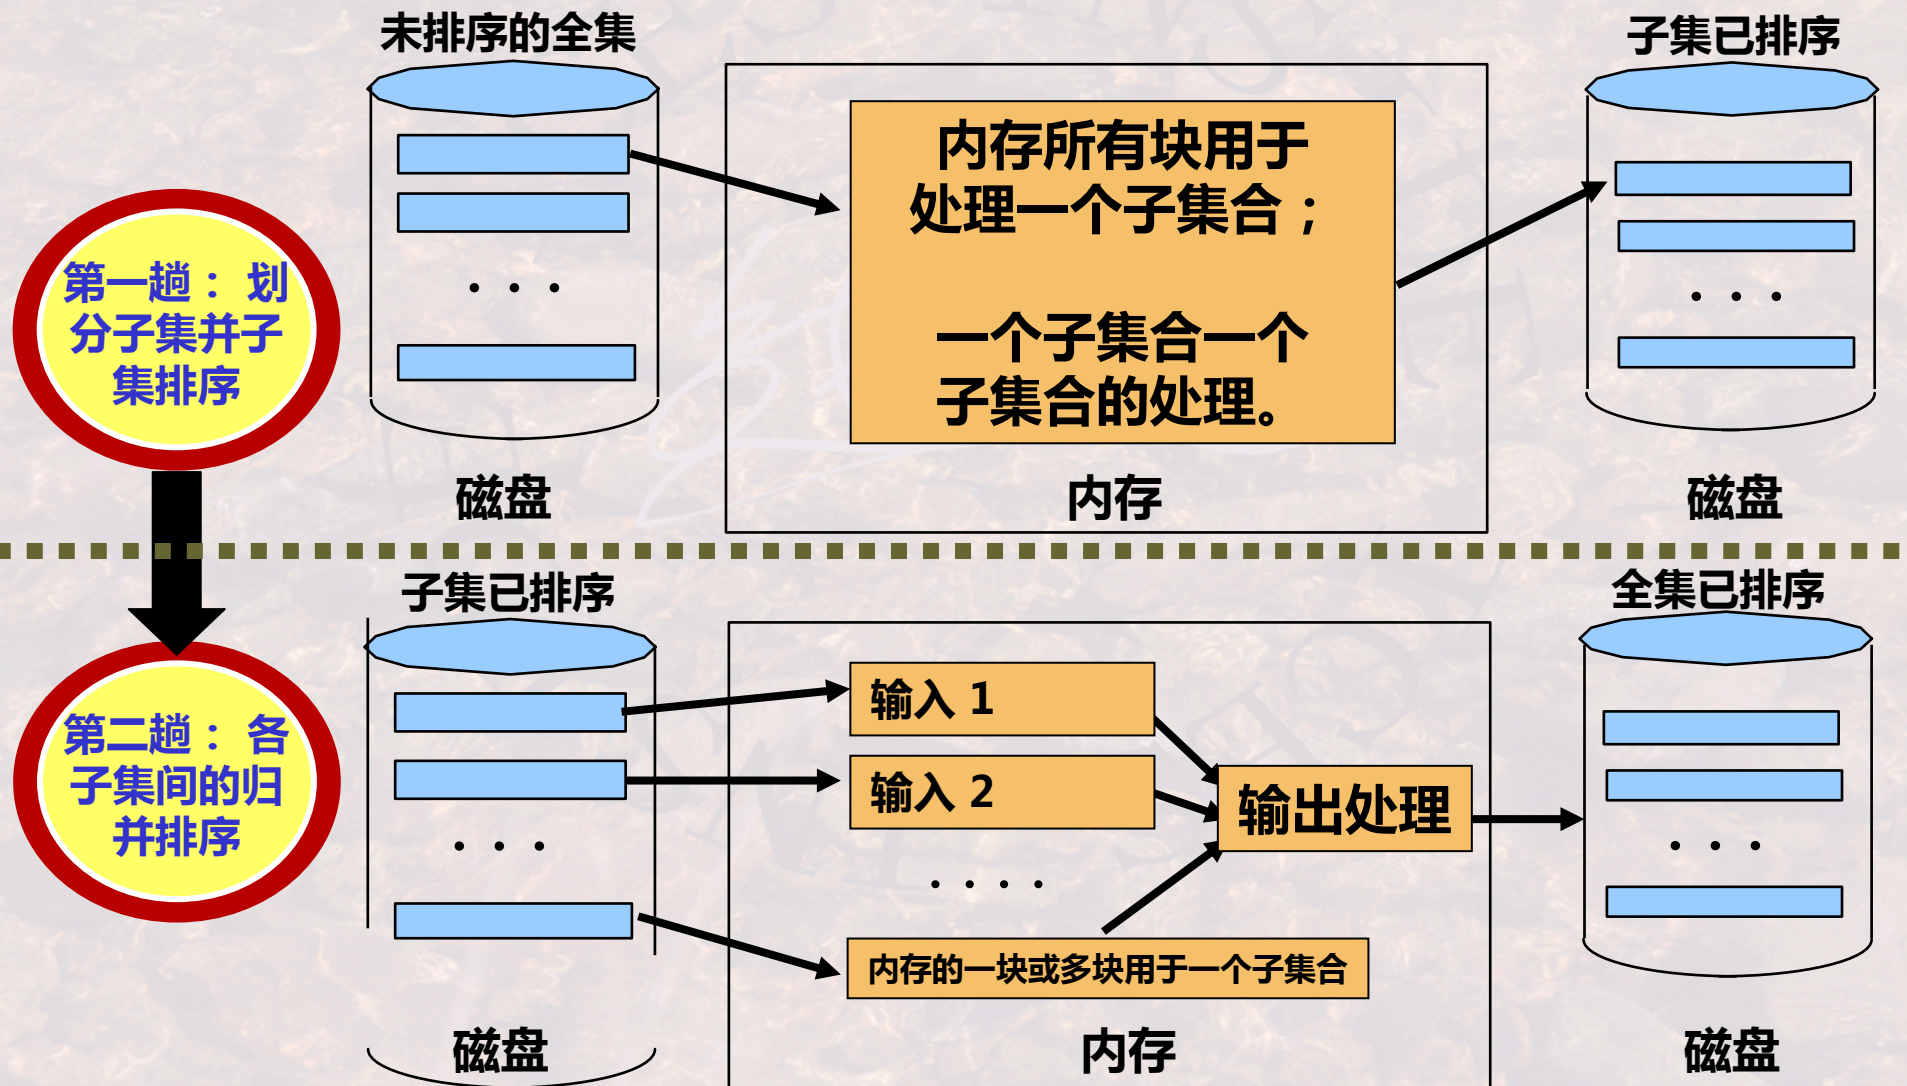 未排序的全集
子集已排序
第一趟： 划
分子集并子
集排序
内存所有块用于
处理一个子集合；
一个子集合一个
子集合的处理。
· · ·
· · ·
磁盘
内存
磁盘
子集已排序
全集已排序
第二趟： 各
子集间的归
并排序
输入 1
输入 2
· · · ·
内存的一块或多块用于一个子集合
输出处理
· · ·
· · ·
磁盘
内存
磁盘